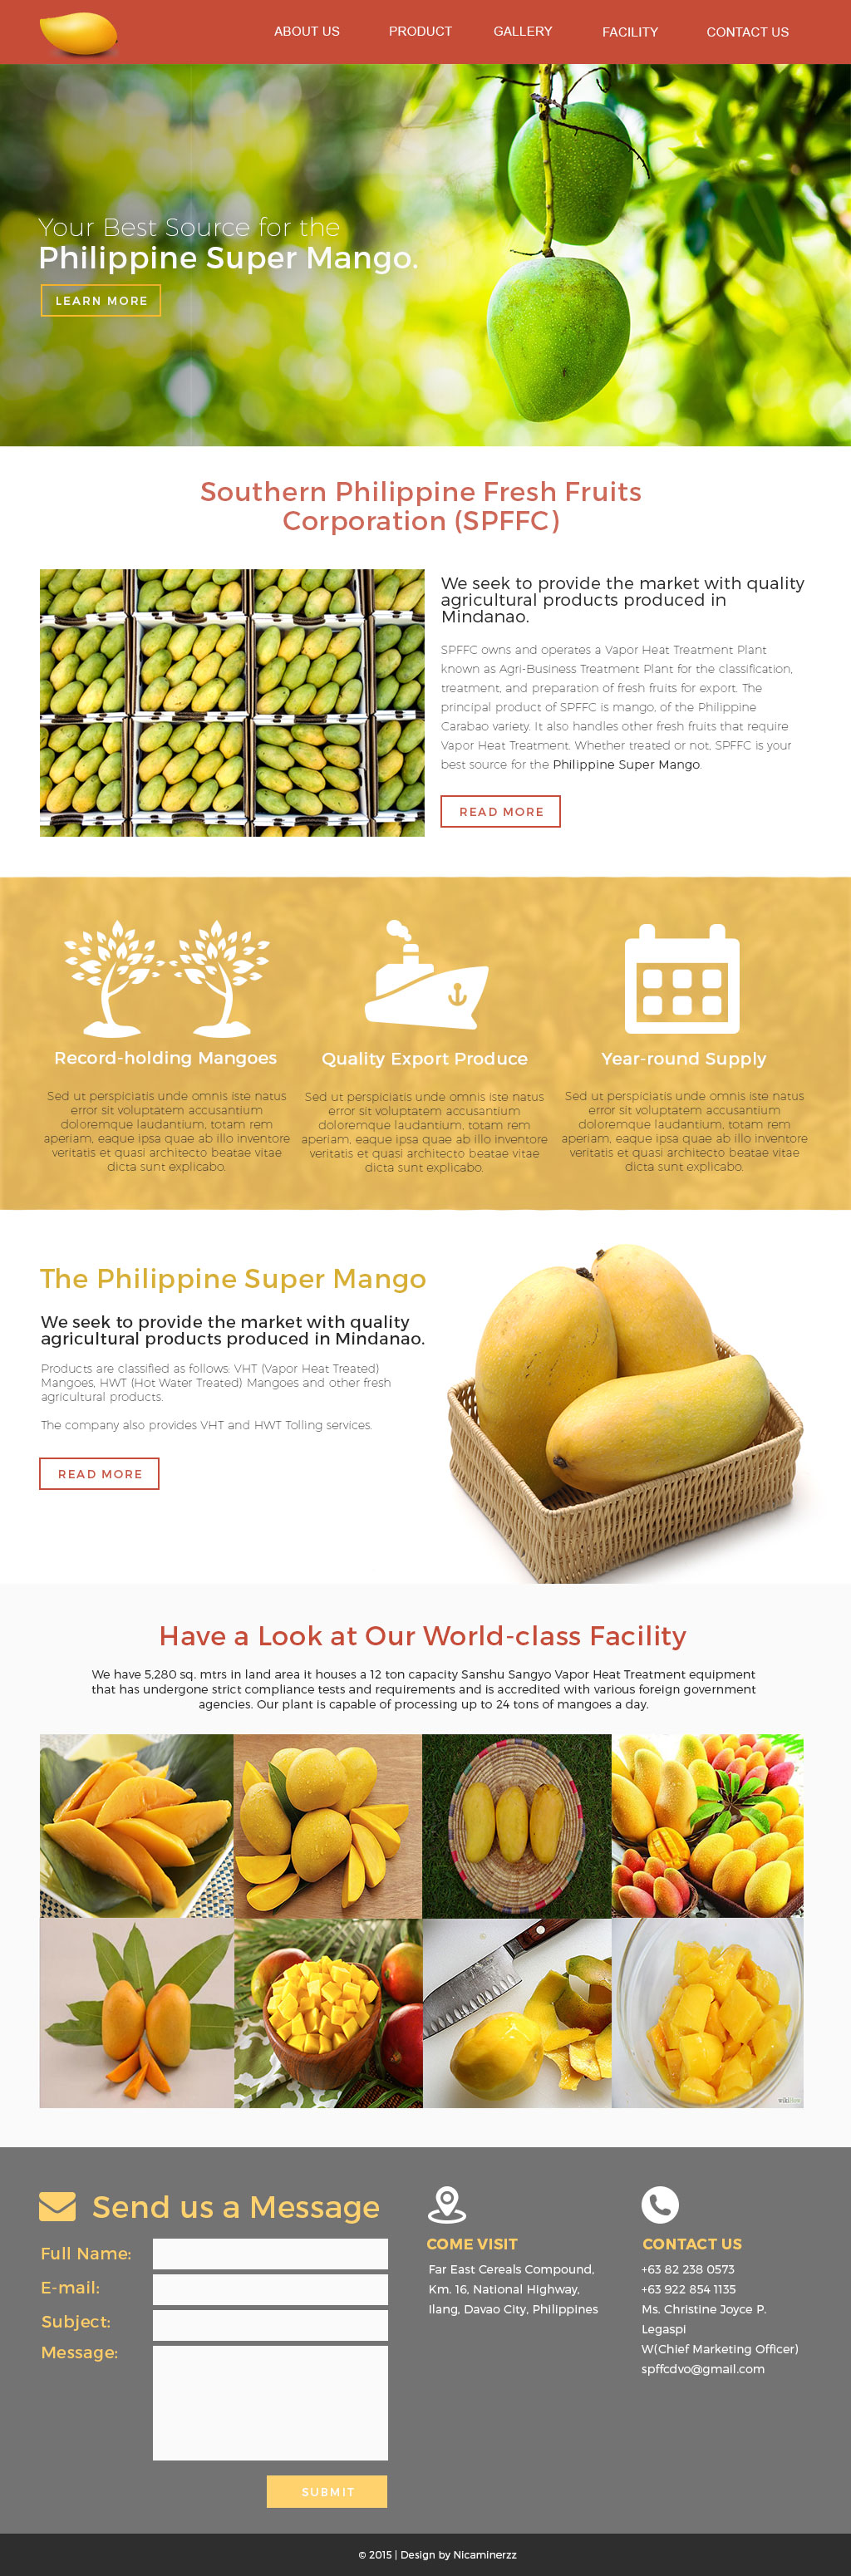 ABOUT US PRODUCT GALLERY FACILITY CONTACT US
Your Best Source for the
Philippine Super Mango.
LEARN MORE
Southern Philippine Fresh Fruits
Corporation (SPFFC)
We seek to provide the market with quality
agricultural products produced in
Mindanao.
SPFFC owns and operates a Vapor Heat Treatment Plant
known as Agri-Business Treatment Plant for the classification,
treatment, and preparation of fresh fruits for export. The
principal product of SPFFC is mango, of the Philippine
Carabao variety. It also handles other fresh fruits that require
Vapor Heat Treatment. Whether treated or not, SPFFC is your
best source for the Philippine Super Mango.
READ MORE
Record-holding Mangoes
Sed ut perspiciatis unde omnis iste natus
error sit voluptatem accusantium
doloremque laudantium, totam rem
aperiam, eaque ipsa quae ab illo inventore
veritatis et quasi architecto beatae vitae
dicta sunt explicabo.
Quality Export Produce
Sed ut perspiciatis unde omnis iste natus
error sit voluptatem accusantium
doloremque laudantium, totam rem
aperiam, eaque ipsa quae ab illo inventore
veritatis et quasi architecto beatae vitae
dicta sunt explicabo.
Year-round Supply
Sed ut perspiciatis unde omnis iste natus
error sit voluptatem accusantium
doloremque laudantium, totam rem
aperiam, eaque ipsa quae ab illo inventore
veritatis et quasi architecto beatae vitae
dicta sunt explicabo.
The Philippine Super Mango
We seek to provide the market with quality
agricultural products produced in Mindanao.
Products are classified as follows: VHT (Vapor Heat Treated)
Mangoes, HWT (Hot Water Treated) Mangoes and other fresh
agricultural products.
The company also provides VHT and HWT Tolling services.
READ MORE
Have a Look at Our World-class Facility
We have 5,280 sq. mtrs in land area it houses a 12 ton capacity Sanshu Sangyo Vapor Heat Treatment equipment
that has undergone strict compliance tests and requirements and is accredited with various foreign government
agencies. Our plant is capable of processing up to 24 tons of mangoes a day.
wikiHow
Send us a Message
Full Name:
E-mail:
Subject:
Message:
SUBMIT
COME VISIT
Far East Cereals Compound,
Km. 16, National Highway,
Ilang, Davao City, Philippines
CONTACT US
+63 82 238 0573
+63 922 854 1135
Ms. Christine Joyce P.
Legaspi
W(Chief Marketing Officer)
spffcdvo@gmail.com
© 2015 | Design by Nicaminerzz